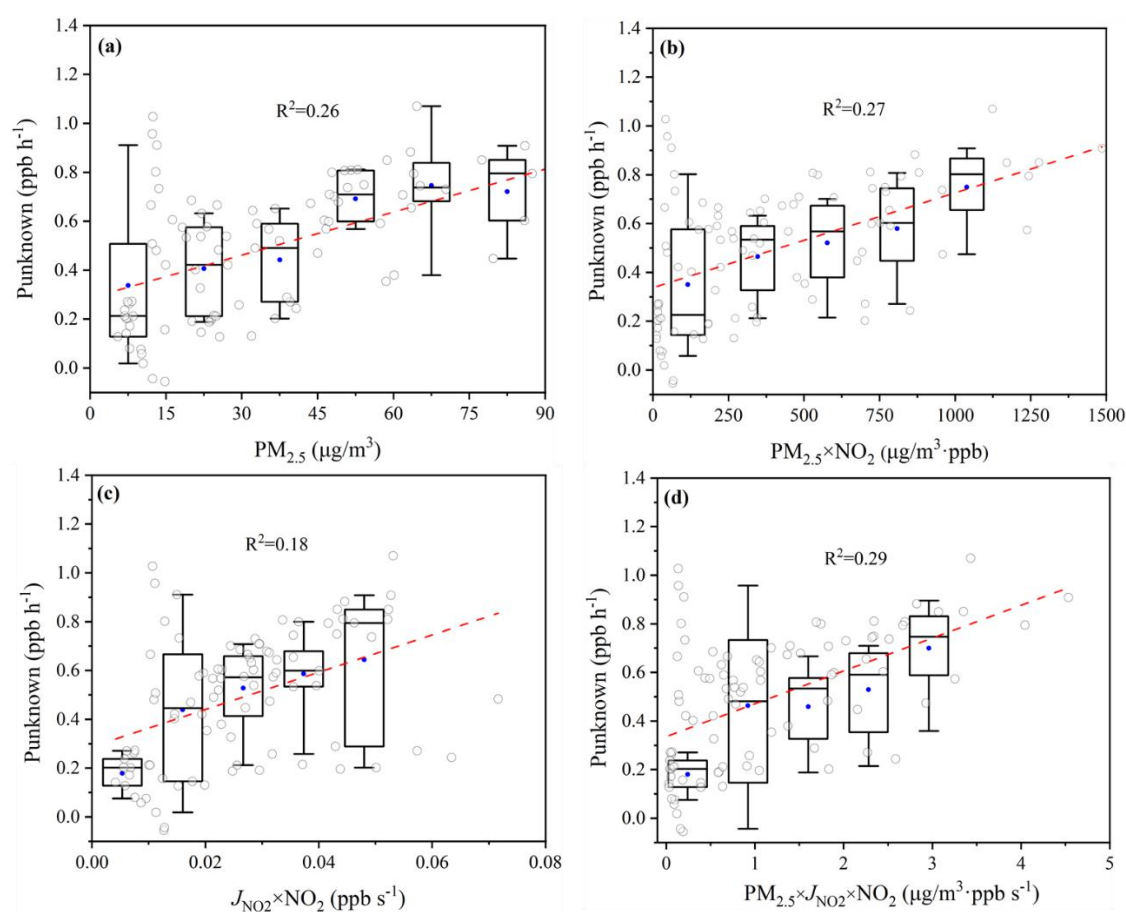 (a)
R²=0.26
Punknown (ppb h⁻¹)
1.4
1.2
1.0
0.8
0.6
0.4
0.2
0.0
0 15 30 45 60 75 90
PM₂.₅ (μg/m³)
(b)
R²=0.27
Punknown (ppb h⁻¹)
1.4
1.2
1.0
0.8
0.6
0.4
0.2
0.0
0 250 500 750 1000 1250 1500
PM₂.₅×NO₂ (μg/m³·ppb)
(c)
R²=0.18
Punknown (ppb h⁻¹)
1.4
1.2
1.0
0.8
0.6
0.4
0.2
0.0
0.00 0.02 0.04 0.06 0.08
J_NO2×NO₂ (ppb s⁻¹)
(d)
R²=0.29
Punknown (ppb h⁻¹)
1.4
1.2
1.0
0.8
0.6
0.4
0.2
0.0
0 1 2 3 4 5
PM₂.₅×J_NO2×NO₂ (μg/m³·ppb s⁻¹)